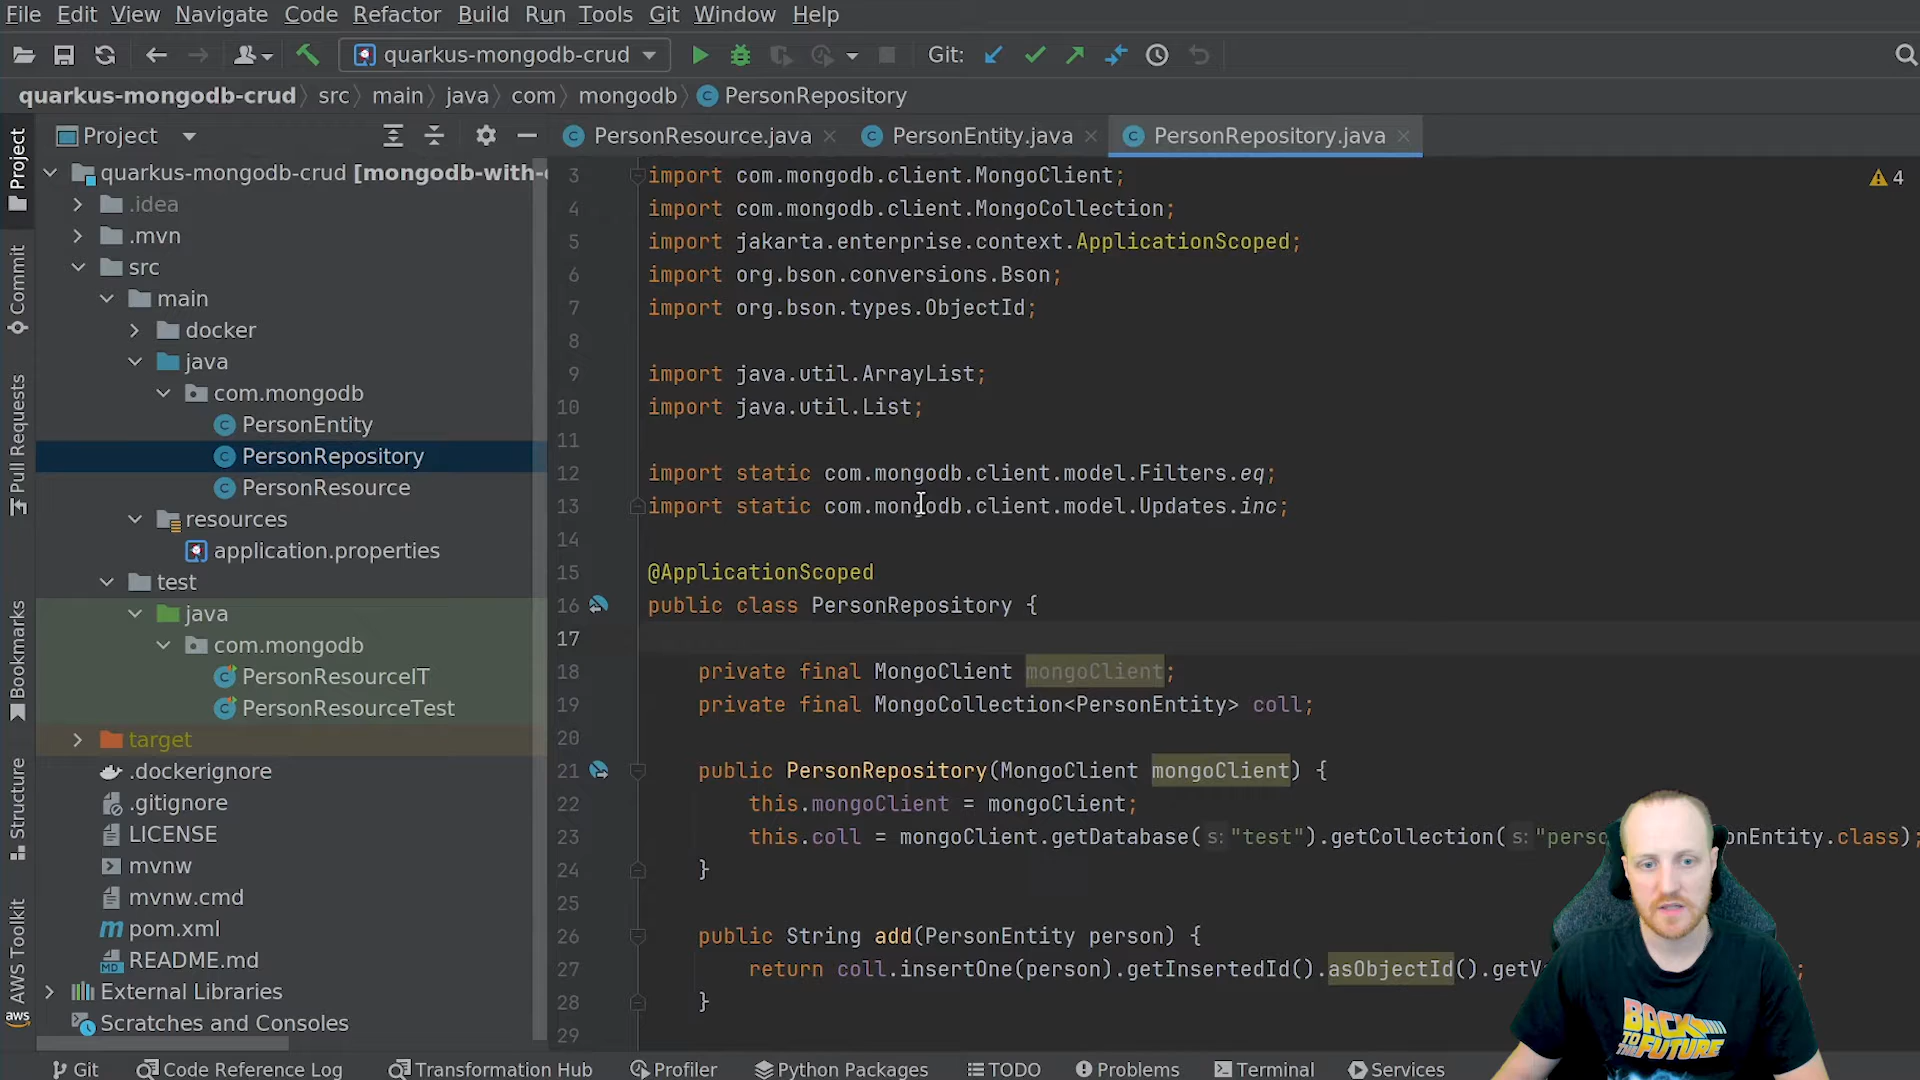 File Edit View Navigate Code Refactor Build Run Tools Git Window Help
quarkus-mongodb-crud Git:
quarkus-mongodb-crud src main java com mongodb PersonRepository
Project PersonResource.java PersonEntity.java PersonRepository.java
quarkus-mongodb-crud [mongodb-with-
.idea
.mvn
src
main
docker
java
com.mongodb
PersonEntity
PersonRepository
PersonResource
resources
application.properties
test
java
com.mongodb
PersonResourceIT
PersonResourceTest
target
.dockerignore
.gitignore
LICENSE
mvnw
mvnw.cmd
pom.xml
README.md
External Libraries
Scratches and Consoles
Project
Commit
Pull Requests
Bookmarks
Structure
AWS Toolkit
aws
4
3 import com.mongodb.client.MongoClient;
4 import com.mongodb.client.MongoCollection;
5 import jakarta.enterprise.context.ApplicationScoped;
6 import org.bson.conversions.Bson;
7 import org.bson.types.ObjectId;
8
9 import java.util.ArrayList;
10 import java.util.List;
11
12 import static com.mongodb.client.model.Filters.eq;
13 import static com.mongodb.client.model.Updates.inc;
14
15 @ApplicationScoped
16 public class PersonRepository {
17
18 private final MongoClient mongoClient;
19 private final MongoCollection<PersonEntity> coll;
20
21 public PersonRepository(MongoClient mongoClient) {
22 this.mongoClient = mongoClient;
23 this.coll = mongoClient.getDatabase( s: "test").getCollection( s: "perso onEntity.class);
24 }
25
26 public String add(PersonEntity person) {
27 return coll.insertOne(person).getInsertedId().asObjectId().getV ;
28 }
29
BACK TO THE FUTURE
Git Code Reference Log Transformation Hub Profiler Python Packages TODO Problems Terminal Services